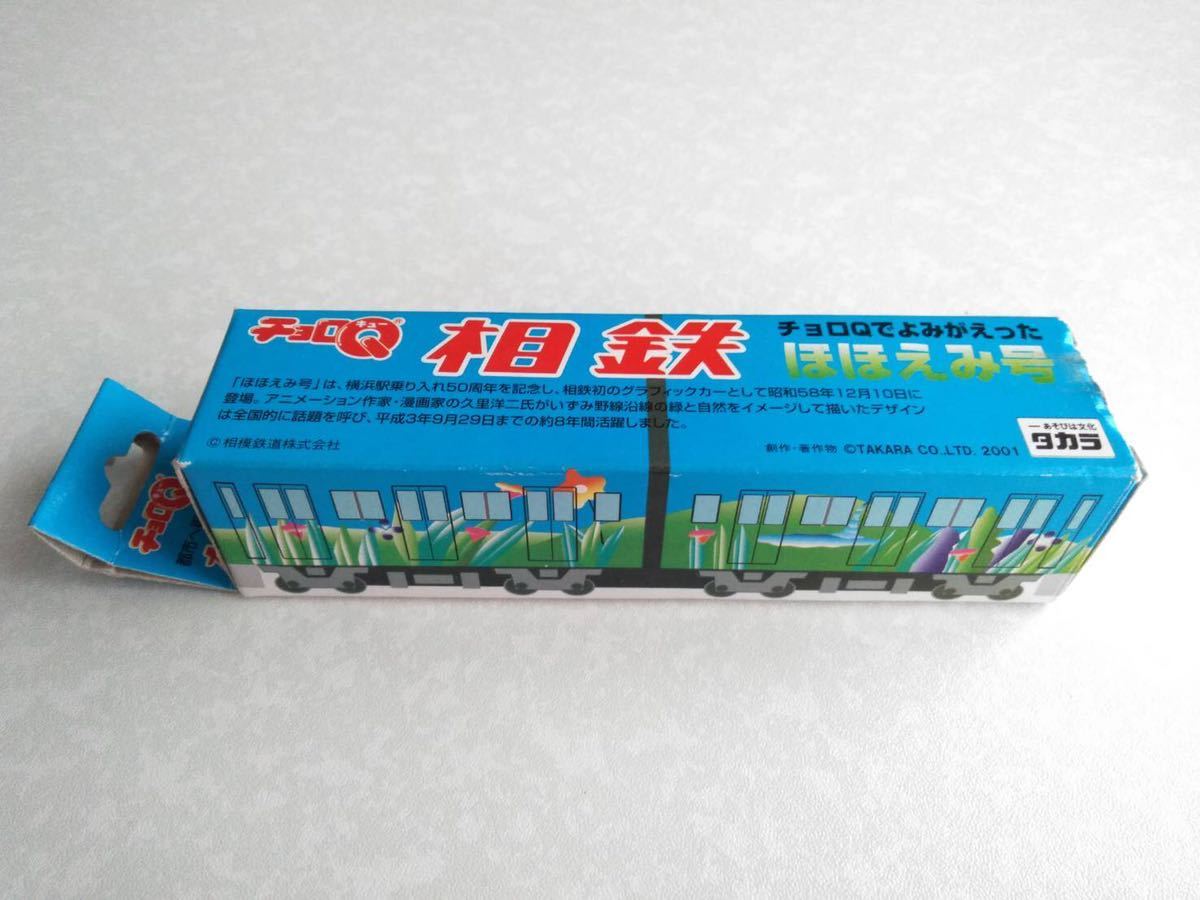 チョロQ
キュー
®
相鉄
チョロQでよみがえった
ほほえみ号
「ほほえみ号」は、横浜駅乗り入れ50周年を記念し、相鉄初のグラフィックカーとして昭和58年12月10日に
登場。アニメーション作家・漫画家の久里洋二氏がいずみ野線沿線の緑と自然をイメージして描いたデザイン
は全国的に話題を呼び、平成3年9月29日までの約8年間活躍しました。
©相模鉄道株式会社
創作・著作物 ©TAKARA CO.,LTD. 2001
あそびは文化
タカラ
チョロQ